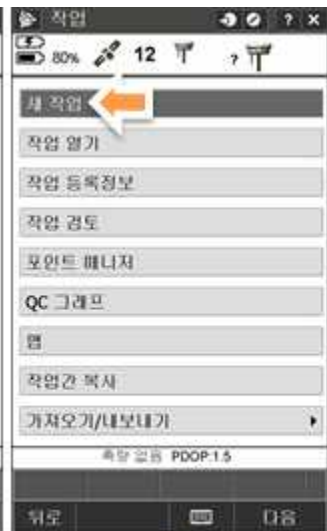 작업 ? ×
80% 12 ?
새 작업
작업 열기
작업 등록정보
작업 검토
포인트 매니저
QC 그래프
맵
작업간 복사
가져오기/내보내기
측량 없음 PDOP:1.5
뒤로 다음